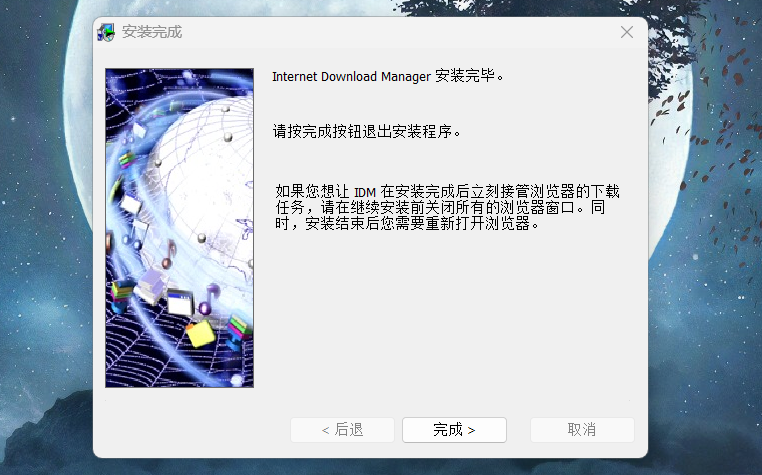 安装完成
Internet Download Manager 安装完毕。
请按完成按钮退出安装程序。
如果您想让 IDM 在安装完成后立刻接管浏览器的下载
任务，请在继续安装前关闭所有的浏览器窗口。同
时，安装结束后您需要重新打开浏览器。
< 后退
完成 >
取消